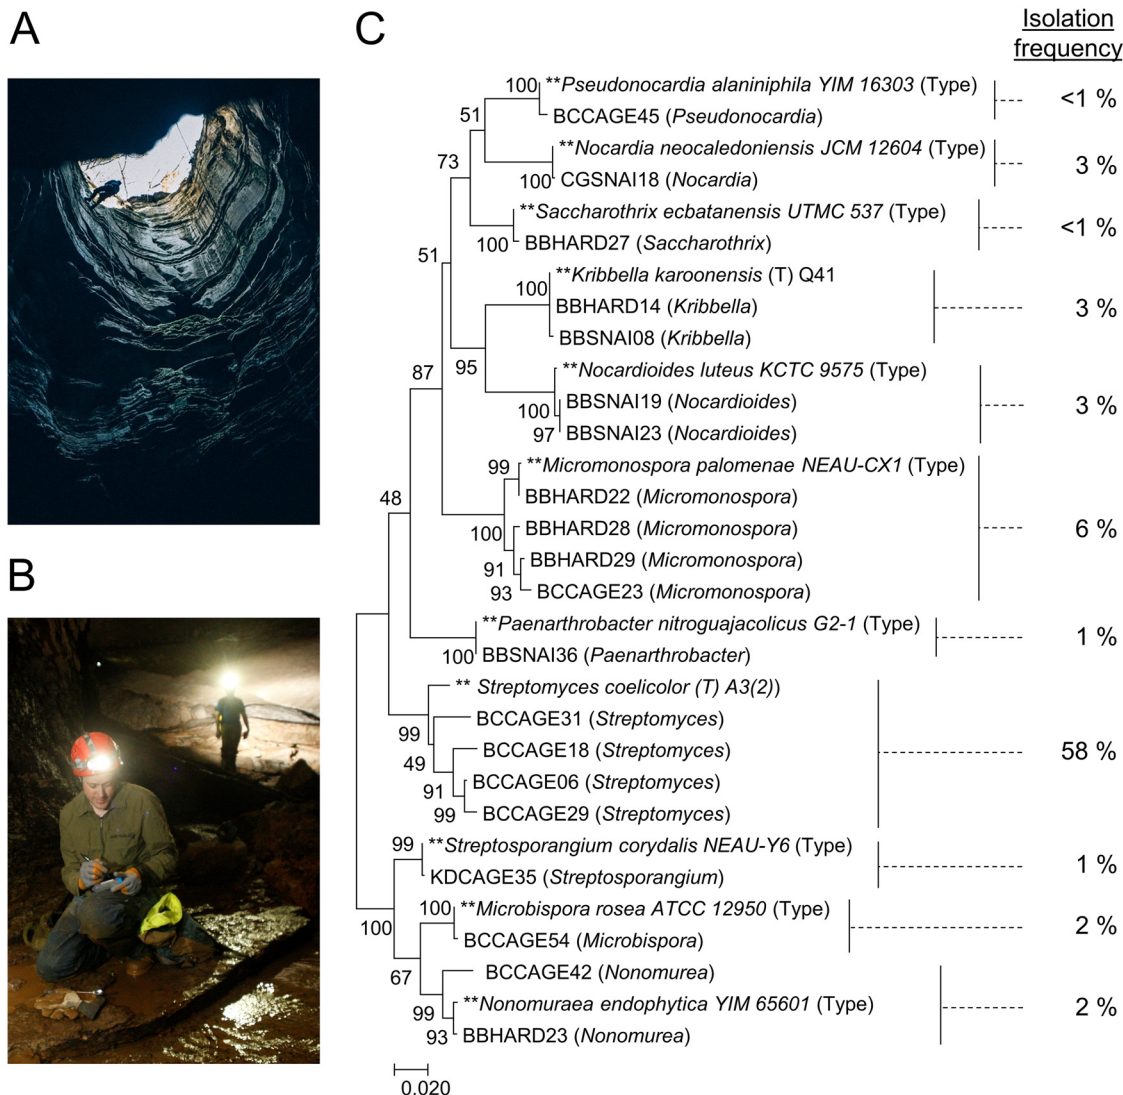 A
C
Isolation
frequency
100
**Pseudonocardia alaniniphila YIM 16303 (Type)
<1 %
51
BCCAGE45 (Pseudonocardia)
**Nocardia neocaledoniensis JCM 12604 (Type)
73
3 %
100
CGSNAI18 (Nocardia)
**Saccharothrix ecbatanensis UTMC 537 (Type)
<1 %
100
BBHARD27 (Saccharothrix)
51
**Kribbella karoonensis (T) Q41
100
BBHARD14 (Kribbella)
3 %
BBSNAI08 (Kribbella)
95
87
**Nocardioides luteus KCTC 9575 (Type)
BBSNAI19 (Nocardioides)
3 %
100
97
BBSNAI23 (Nocardioides)
99
**Micromonospora palomenae NEAU-CX1 (Type)
48
BBHARD22 (Micromonospora)
100
BBHARD28 (Micromonospora)
6 %
91
BBHARD29 (Micromonospora)
B
93
BCCAGE23 (Micromonospora)
**Paenarthrobacter nitroguajacolicus G2-1 (Type)
1 %
100
BBSNAI36 (Paenarthrobacter)
** Streptomyces coelicolor (T) A3(2))
BCCAGE31 (Streptomyces)
99
BCCAGE18 (Streptomyces)
58 %
49
BCCAGE06 (Streptomyces)
91
99
BCCAGE29 (Streptomyces)
99
**Streptosporangium corydalis NEAU-Y6 (Type)
1 %
KDCAGE35 (Streptosporangium)
100
100
**Microbispora rosea ATCC 12950 (Type)
2 %
BCCAGE54 (Microbispora)
67
BCCAGE42 (Nonomurea)
**Nonomuraea endophytica YIM 65601 (Type)
2 %
99
93
BBHARD23 (Nonomurea)
0.020